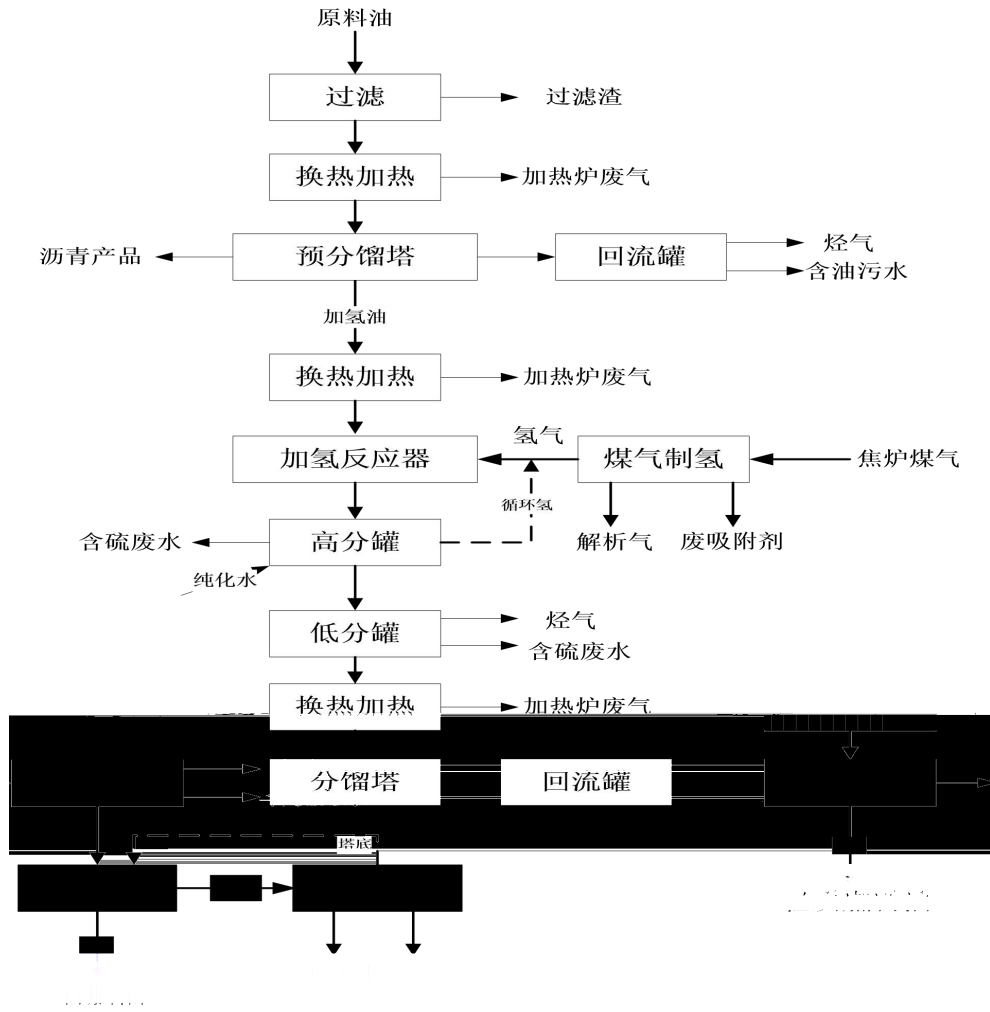 原料油
过滤
过滤渣
换热加热
加热炉废气
沥青产品
预分馏塔
回流罐
烃气
含油污水
加氢油
换热加热
加热炉废气
氢气
加氢反应器
煤气制氢
焦炉煤气
循环氢
含硫废水
高分罐
解析气
废吸附剂
纯化水
低分罐
烃气
含硫废水
换热加热
加热炉废气
分馏塔
回流罐
塔底